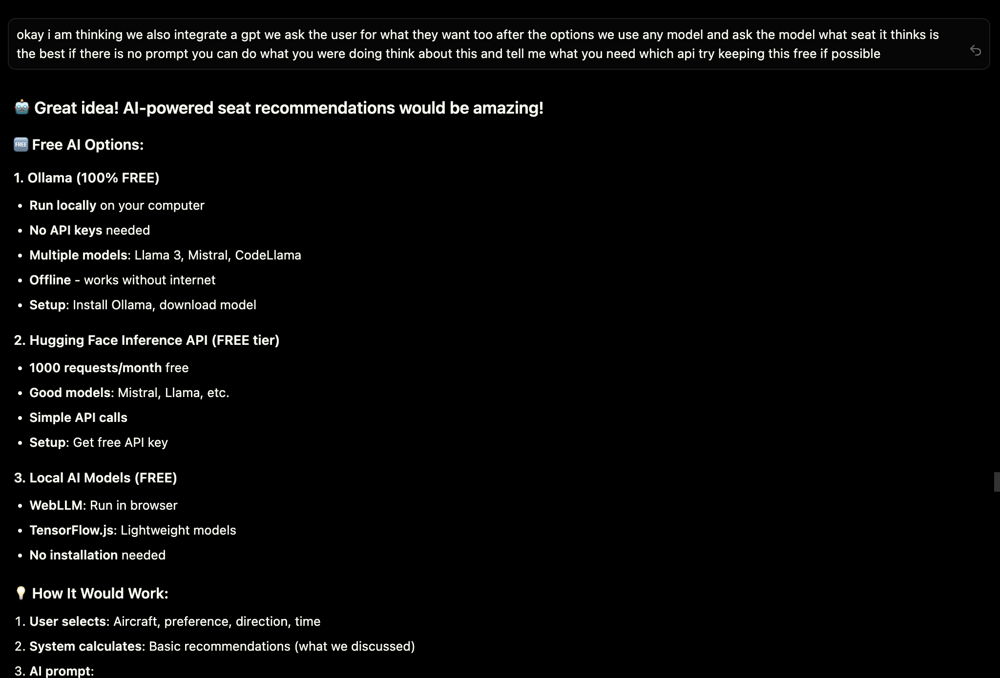 okay i am thinking we also integrate a gpt we ask the user for what they want too after the options we use any model and ask the model what seat it thinks is
the best if there is no prompt you can do what you were doing think about this and tell me what you need which api try keeping this free if possible
🤖 Great idea! AI-powered seat recommendations would be amazing!
🆓 Free AI Options:
1. Ollama (100% FREE)
• Run locally on your computer
• No API keys needed
• Multiple models: Llama 3, Mistral, CodeLlama
• Offline - works without internet
• Setup: Install Ollama, download model
2. Hugging Face Inference API (FREE tier)
• 1000 requests/month free
• Good models: Mistral, Llama, etc.
• Simple API calls
• Setup: Get free API key
3. Local AI Models (FREE)
• WebLLM: Run in browser
• TensorFlow.js: Lightweight models
• No installation needed
💡 How It Would Work:
1. User selects: Aircraft, preference, direction, time
2. System calculates: Basic recommendations (what we discussed)
3. AI prompt: